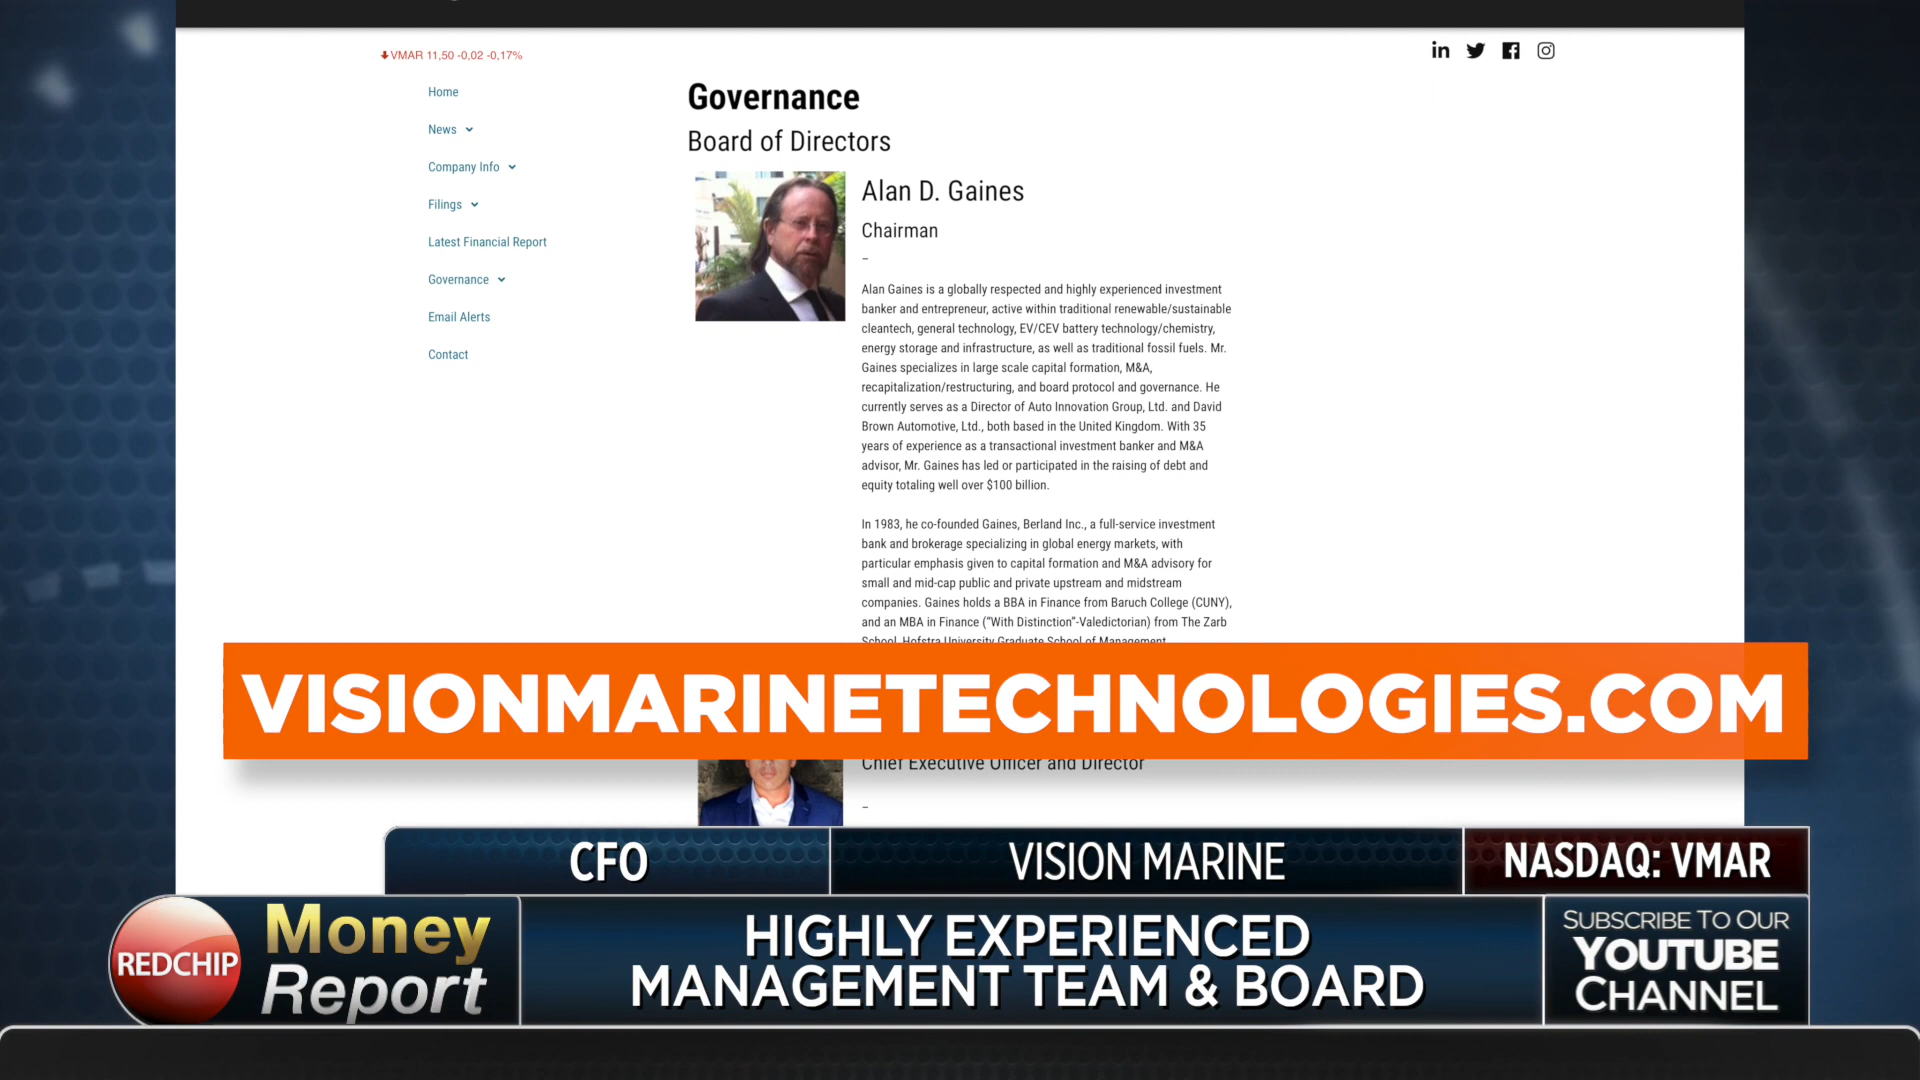 VMAR 11,50 -0,02 -0,17%
Home
News
Company Info
Filings
Latest Financial Report
Governance
Email Alerts
Contact
Governance
Board of Directors
Alan D. Gaines
Chairman
–
Alan Gaines is a globally respected and highly experienced investment
banker and entrepreneur, active within traditional renewable/sustainable
cleantech, general technology, EV/CEV battery technology/chemistry,
energy storage and infrastructure, as well as traditional fossil fuels. Mr.
Gaines specializes in large scale capital formation, M&A,
recapitalization/restructuring, and board protocol and governance. He
currently serves as a Director of Auto Innovation Group, Ltd. and David
Brown Automotive, Ltd., both based in the United Kingdom. With 35
years of experience as a transactional investment banker and M&A
advisor, Mr. Gaines has led or participated in the raising of debt and
equity totaling well over $100 billion.
In 1983, he co-founded Gaines, Berland Inc., a full-service investment
bank and brokerage specializing in global energy markets, with
particular emphasis given to capital formation and M&A advisory for
small and mid-cap public and private upstream and midstream
companies. Gaines holds a BBA in Finance from Baruch College (CUNY),
and an MBA in Finance ("With Distinction"-Valedictorian) from The Zarb
School, Hofstra University Graduate School of Management.
VISIONMARINETECHNOLOGIES.COM
Chief Executive Officer and Director
–
CFO
VISION MARINE
NASDAQ: VMAR
REDCHIP
Money
Report
HIGHLY EXPERIENCED
MANAGEMENT TEAM & BOARD
SUBSCRIBE TO OUR
YOUTUBE
CHANNEL